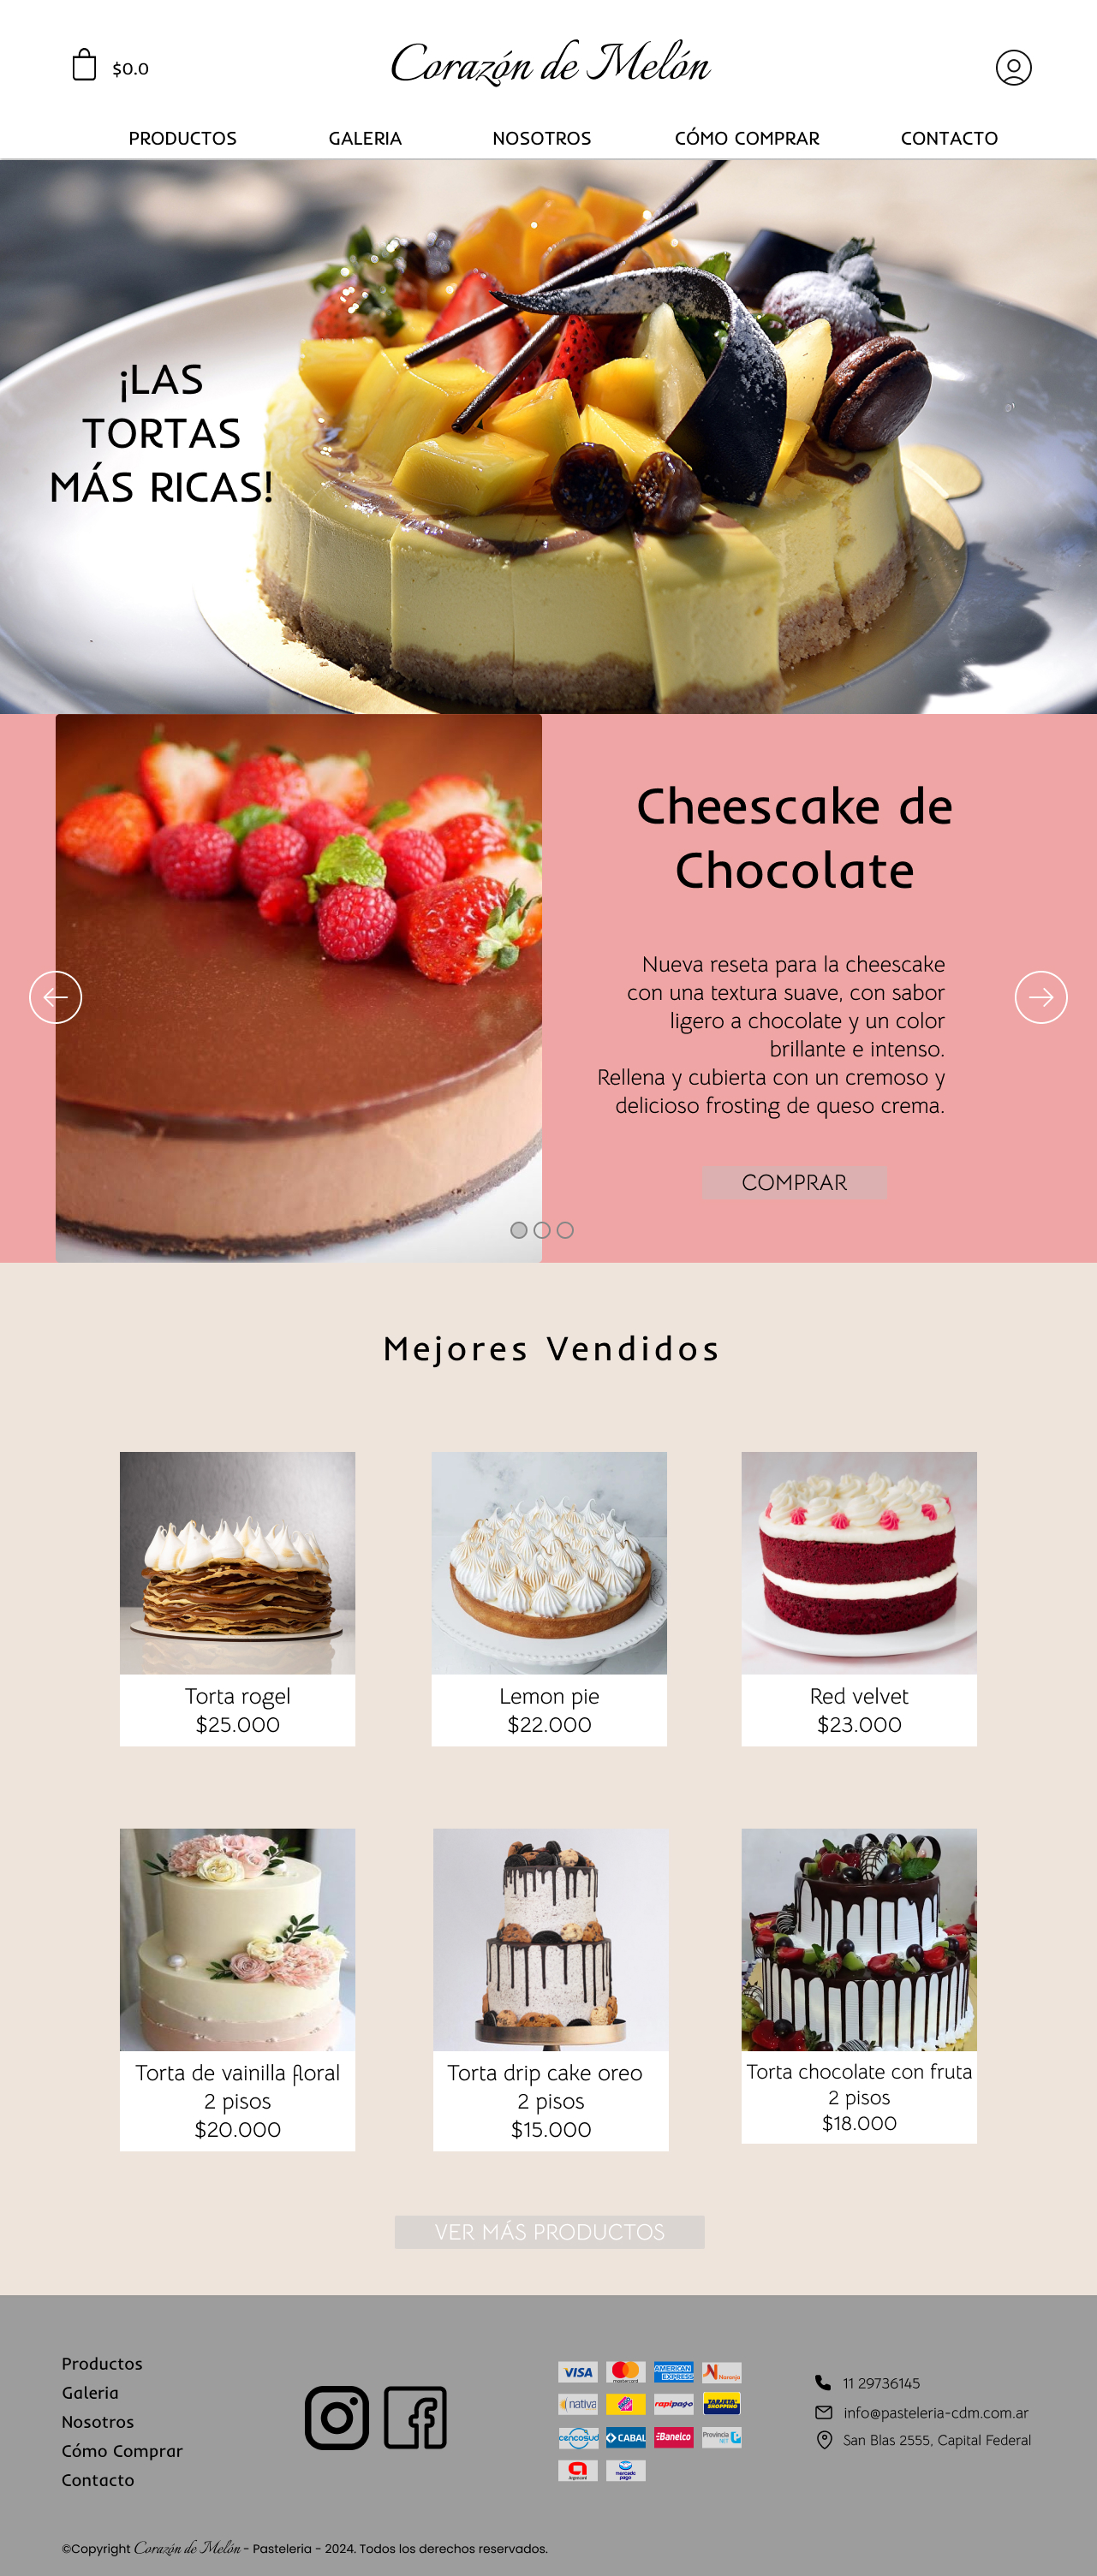 $0.0
Corazón de Melón
PRODUCTOS
GALERIA
NOSOTROS
CÓMO COMPRAR
CONTACTO
¡LAS
TORTAS
MÁS RICAS!
Cheescake de
Chocolate
Nueva reseta para la cheescake
con una textura suave, con sabor
ligero a chocolate y un color
brillante e intenso.
Rellena y cubierta con un cremoso y
delicioso frosting de queso crema.
COMPRAR
Mejores Vendidos
Torta rogel
$25.000
Lemon pie
$22.000
Red velvet
$23.000
Torta de vainilla floral
2 pisos
$20.000
Torta drip cake oreo
2 pisos
$15.000
Torta chocolate con fruta
2 pisos
$18.000
VER MÁS PRODUCTOS
Productos
Galeria
Nosotros
Cómo Comprar
Contacto
VISA
mastercard
AMERICAN
EXPRESS
Naranja
nativa
rapipago
TARJETA
SHOPPING
cencosud
CABAL
Banelco
Provincia
NET
argencard
mercado
pago
11 29736145
info@pasteleria-cdm.com.ar
San Blas 2555, Capital Federal
©Copyright Corazón de Melón - Pasteleria - 2024. Todos los derechos reservados.